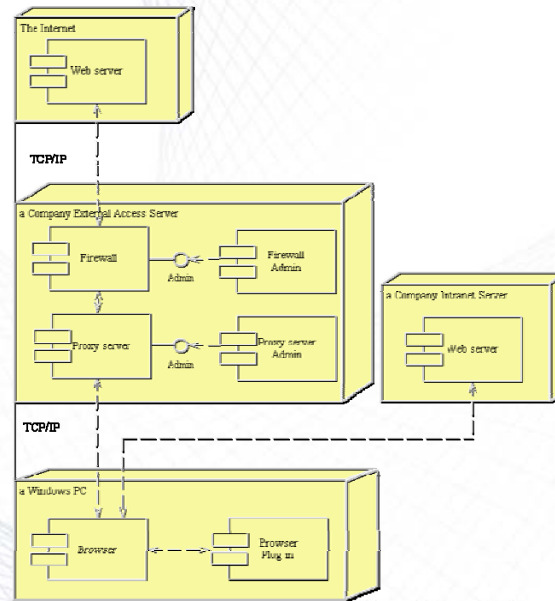 The Internet
Web server
TCP/IP
a Company External Access Server
Firewall
Admin
Firewall
Admin
a Company Intranet Server
Proxy server
Admin
Proxy server
Admin
Web server
TCP/IP
a Windows PC
Browser
Browser
Plug in